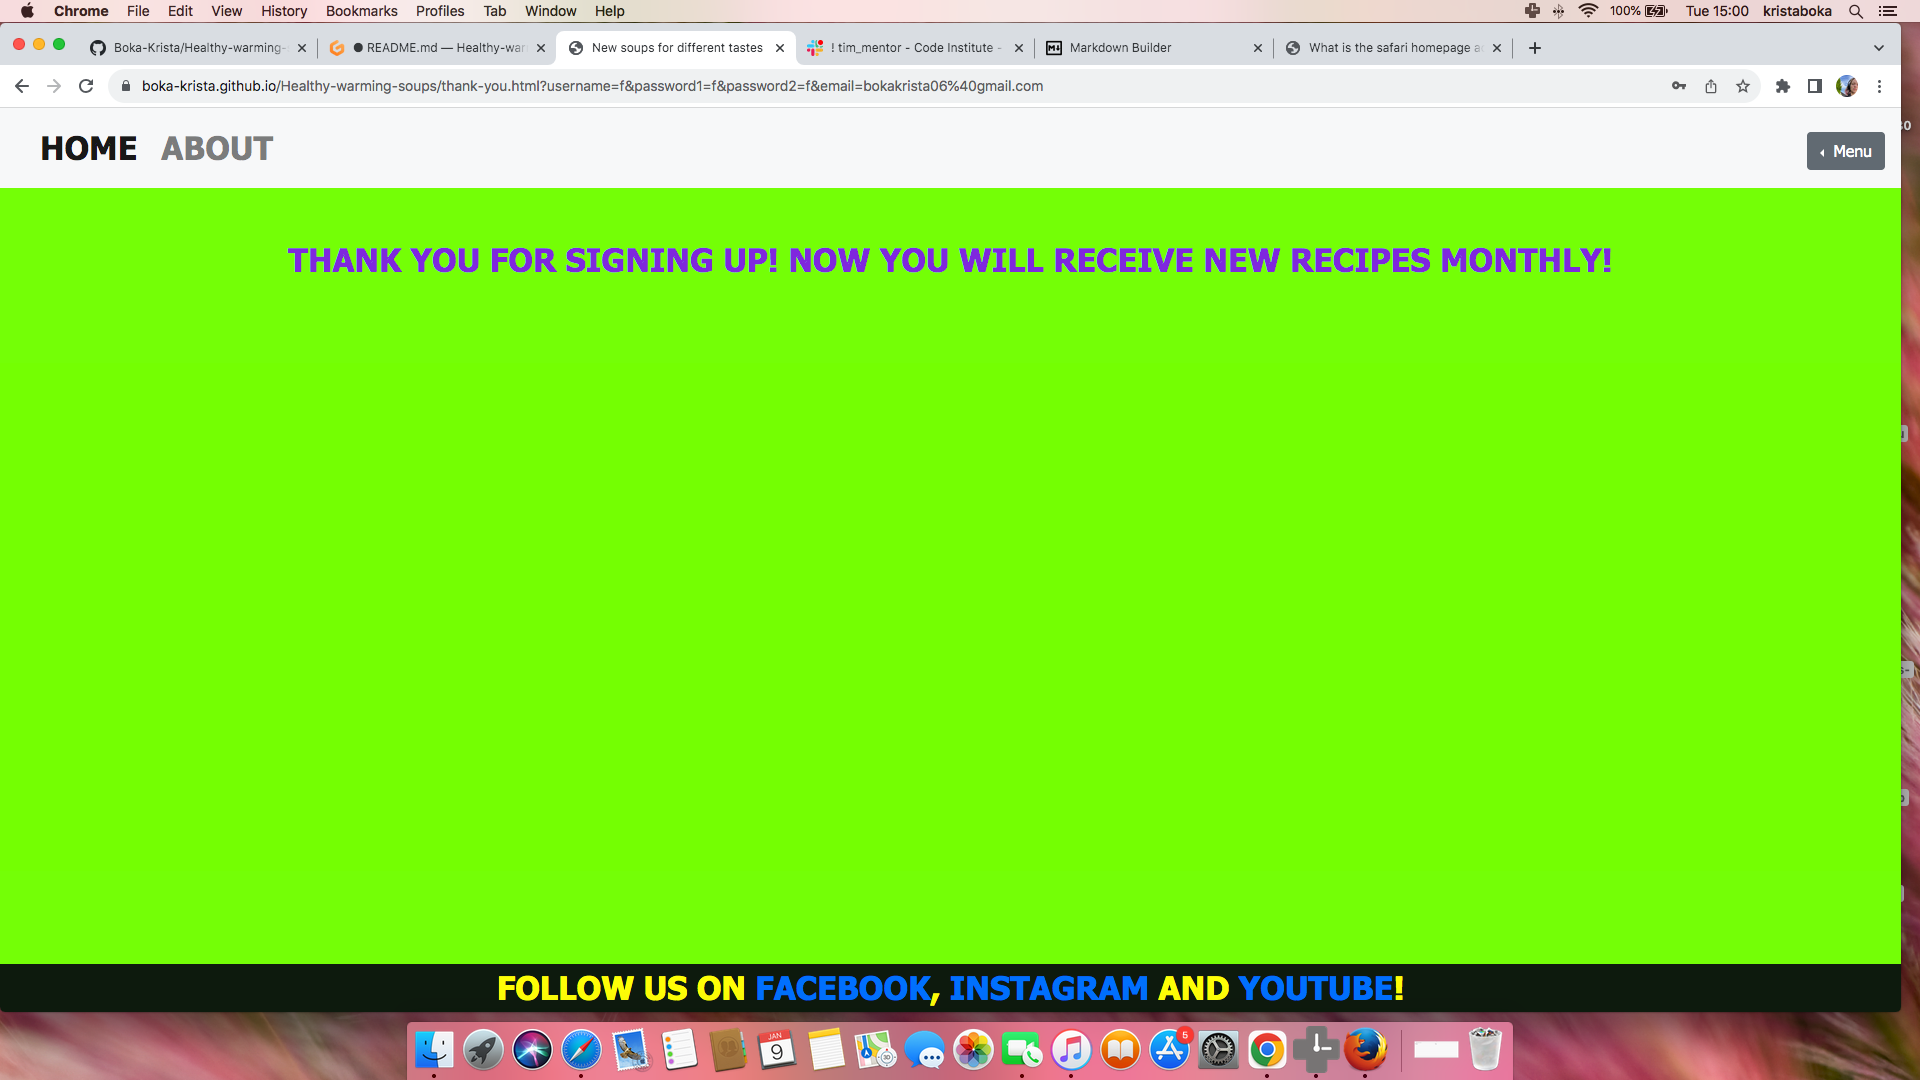 Chrome File Edit View History Bookmarks Profiles Tab Window Help 100% Tue 15:00 kristaboka
Boka-Krista/Healthy-warming- README.md — Healthy-war New soups for different tastes ! tim_mentor - Code Institute - Markdown Builder What is the safari homepage a
boka-krista.github.io/Healthy-warming-soups/thank-you.html?username=f&password1=f&password2=f&email=bokakrista06%40gmail.com
HOME ABOUT Menu
THANK YOU FOR SIGNING UP! NOW YOU WILL RECEIVE NEW RECIPES MONTHLY!
FOLLOW US ON FACEBOOK, INSTAGRAM AND YOUTUBE!
JAN
9
3D
5